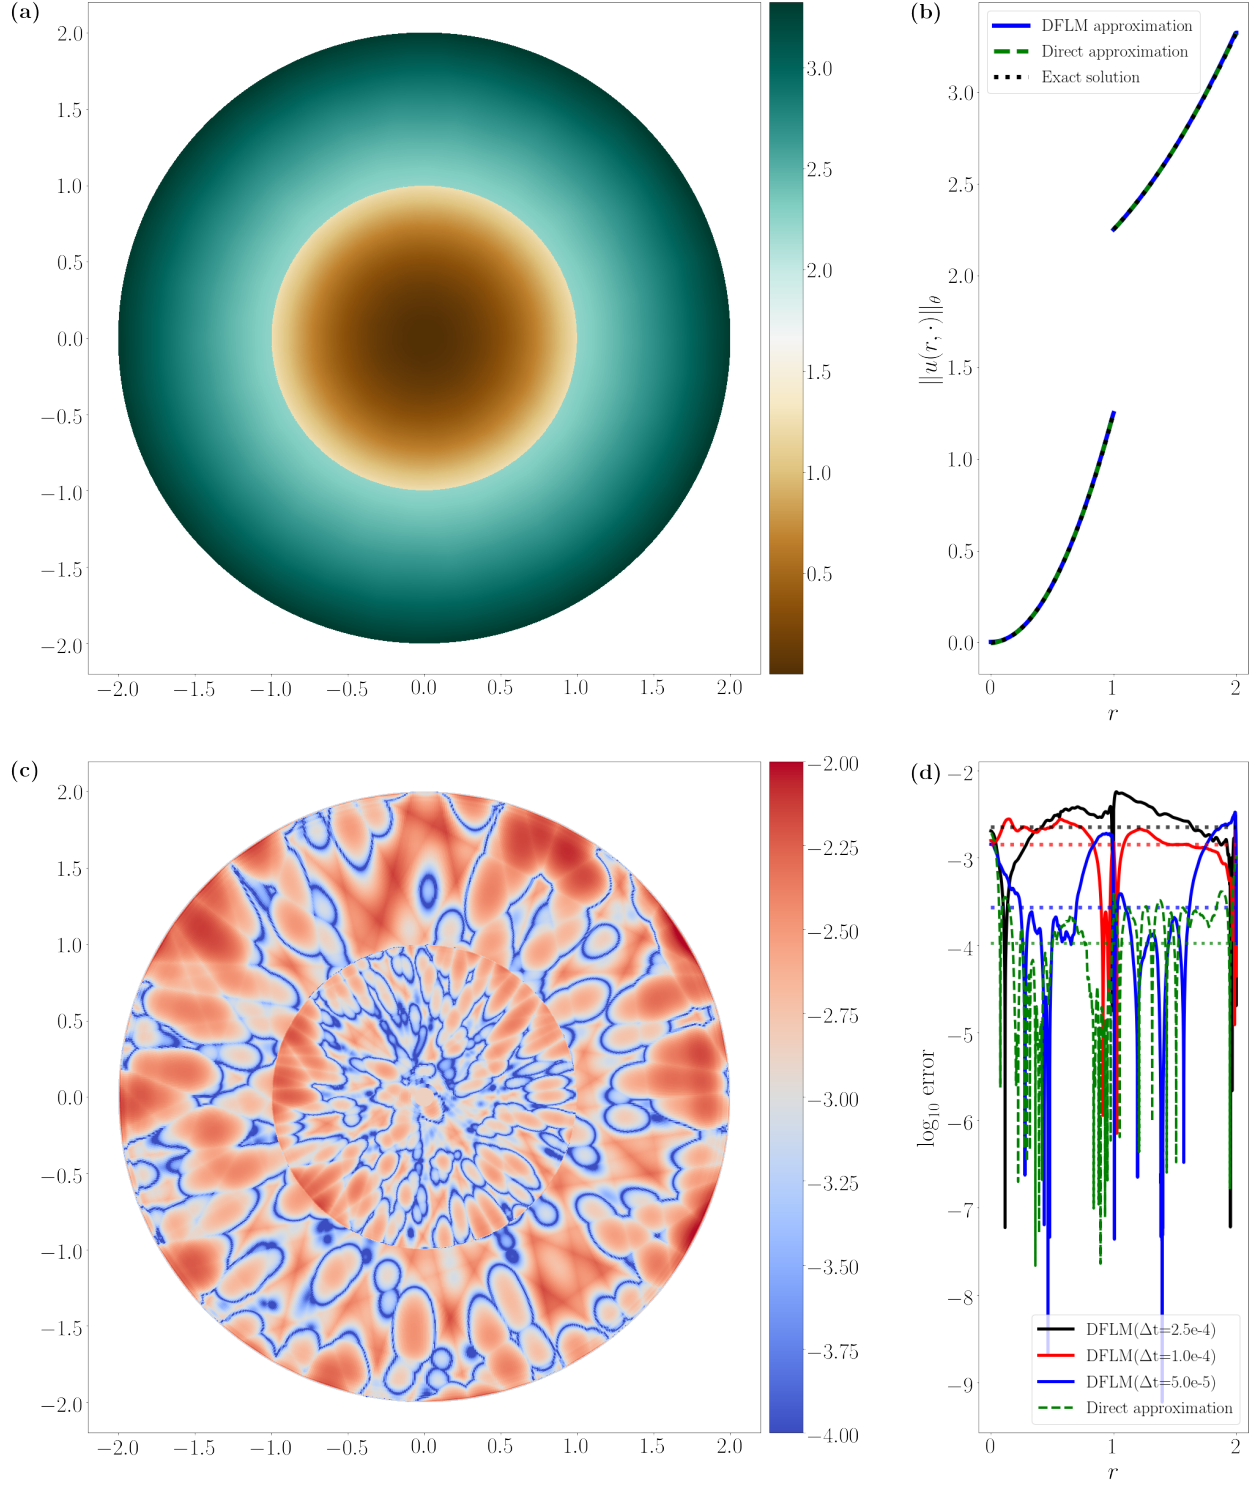 (a)
2.0
1.5
1.0
0.5
0.0
−0.5
−1.0
−1.5
−2.0
−2.0 −1.5 −1.0 −0.5 0.0 0.5 1.0 1.5 2.0
3.0
2.5
2.0
1.5
1.0
0.5
(b)
DFLM approximation
Direct approximation
Exact solution
||u(r, ·)||θ
3.0
2.5
2.0
1.5
1.0
0.5
0.0
0 1 2
r
(c)
2.0
1.5
1.0
0.5
0.0
−0.5
−1.0
−1.5
−2.0
−2.0 −1.5 −1.0 −0.5 0.0 0.5 1.0 1.5 2.0
−2.00
−2.25
−2.50
−2.75
−3.00
−3.25
−3.50
−3.75
−4.00
(d)
log₁₀ error
−2
−3
−4
−5
−6
−7
−8
−9
DFLM(Δt=2.5e-4)
DFLM(Δt=1.0e-4)
DFLM(Δt=5.0e-5)
Direct approximation
0 1 2
r